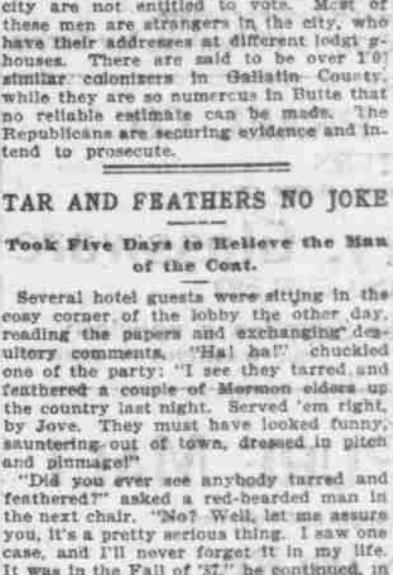 city are not entitled to vote. Most of
these men are strangers in the city, who
have their addresses at different lodgi g-
houses. There are said to be over 1 0
similar colonizers in Gallatin County,
while they are so numerous in Butte that
no reliable estimate can be made. The
Republicans are securing evidence and in-
tend to prosecute.
TAR AND FEATHERS NO JOKE
Took Five Days to Relieve the Man
of the Coat.
Several hotel guests were sitting in the
cosy corner of the lobby the other day,
reading the papers and exchanging des-
ultory comments. "Ha! ha!" chuckled
one of the party; "I see they tarred and
feathered a couple of Mormon elders up
the country last night. Served 'em right,
by Jove. They must have looked funny,
sauntering out of town, dressed in pitch
and plumage!"
"Did you ever see anybody tarred and
feathered?" asked a red-bearded man in
the next chair. "No? Well, let me assure
you, it's a pretty serious thing. I saw one
case, and I'll never forget it in my life.
It was in the Fall of '87," he continued, in